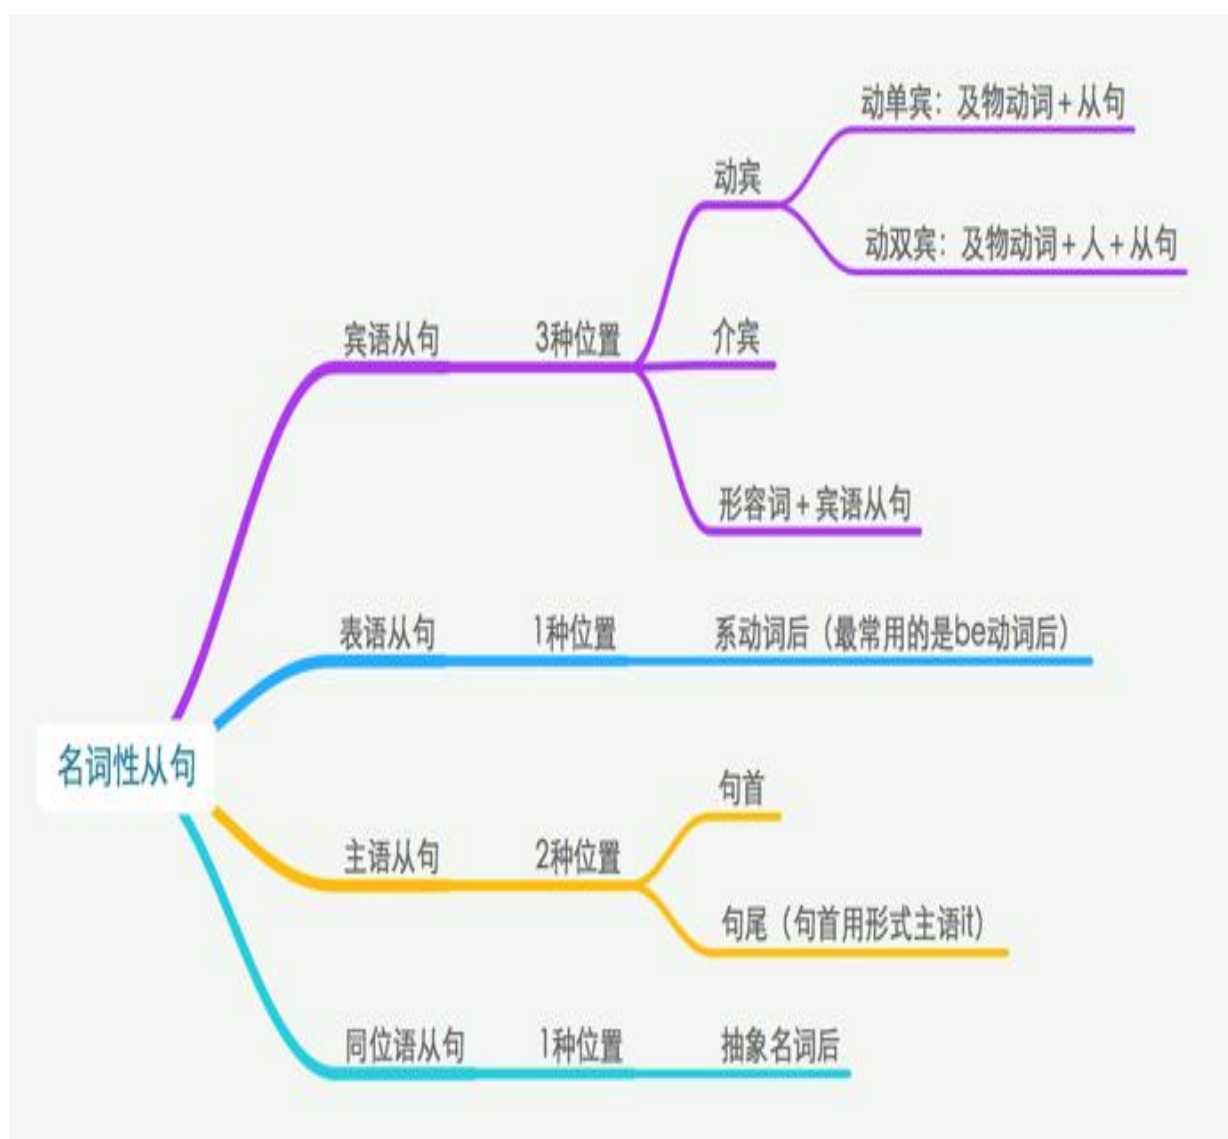 动单宾：及物动词+从句
动宾
动双宾：及物动词+人+从句
宾语从句 3种位置 介宾
形容词+宾语从句
表语从句 1种位置 系动词后（最常用的是be动词后）
名词性从句
句首
主语从句 2种位置
句尾（句首用形式主语it）
同位语从句 1种位置 抽象名词后